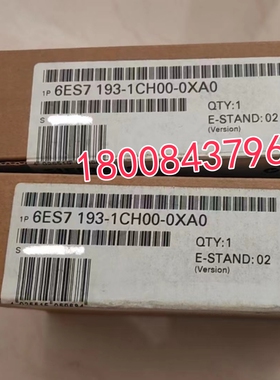 1P 6ES7 193-1CH00-0XA0
S
QTY:1
E-STAND: 02
(Version)
18008437796
1P 6ES7 193-1CH00-0XA0
S
QTY:1
E-STAND: 02
(Version)